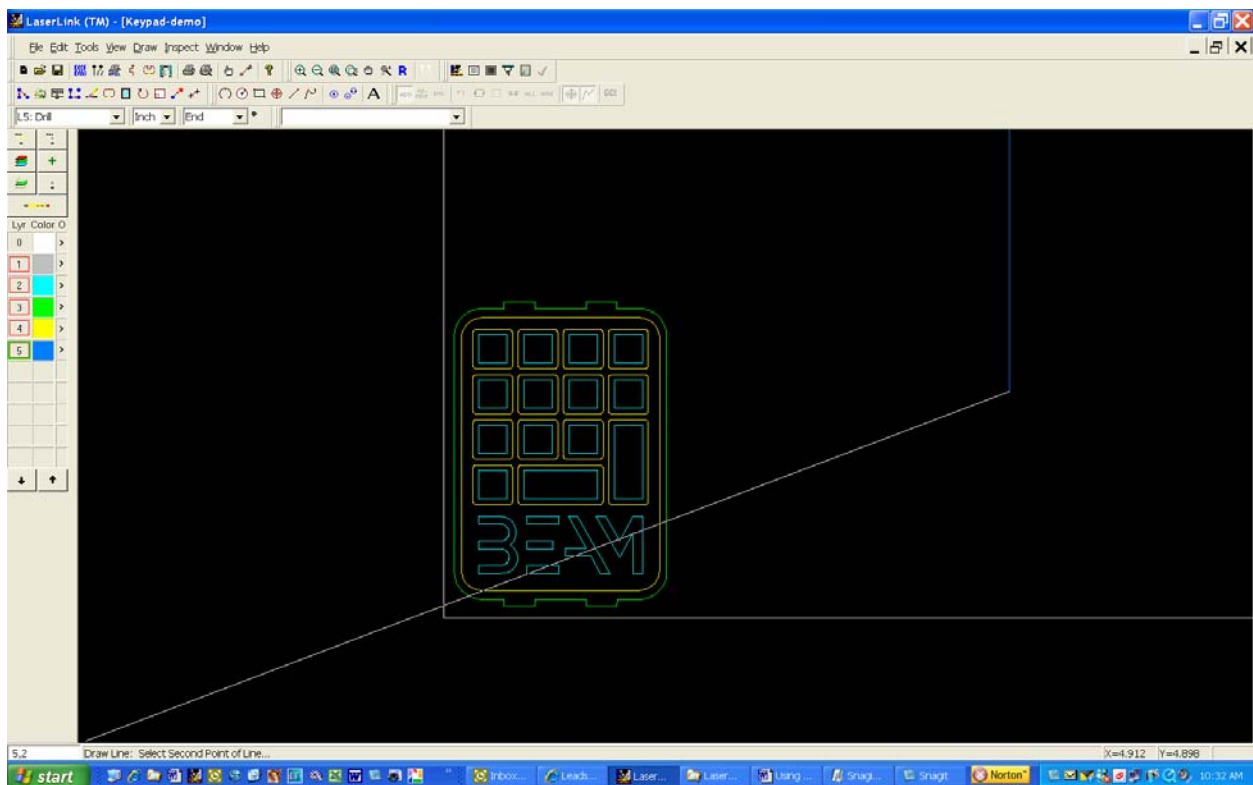 LaserLink (TM) - [Keypad-demo]
File Edit Tools View Draw Inspect Window Help
R
A
L5: Drill Inch End
Lyr Color O
0
1
2
3
4
5
BEAM
5,2 Draw Line: Select Second Point of Line... X=4.912 Y=4.898
start Inbox... Leads... Laser... Laser... Using ... Snagi... SnagIt Norton™ 10:32 AM